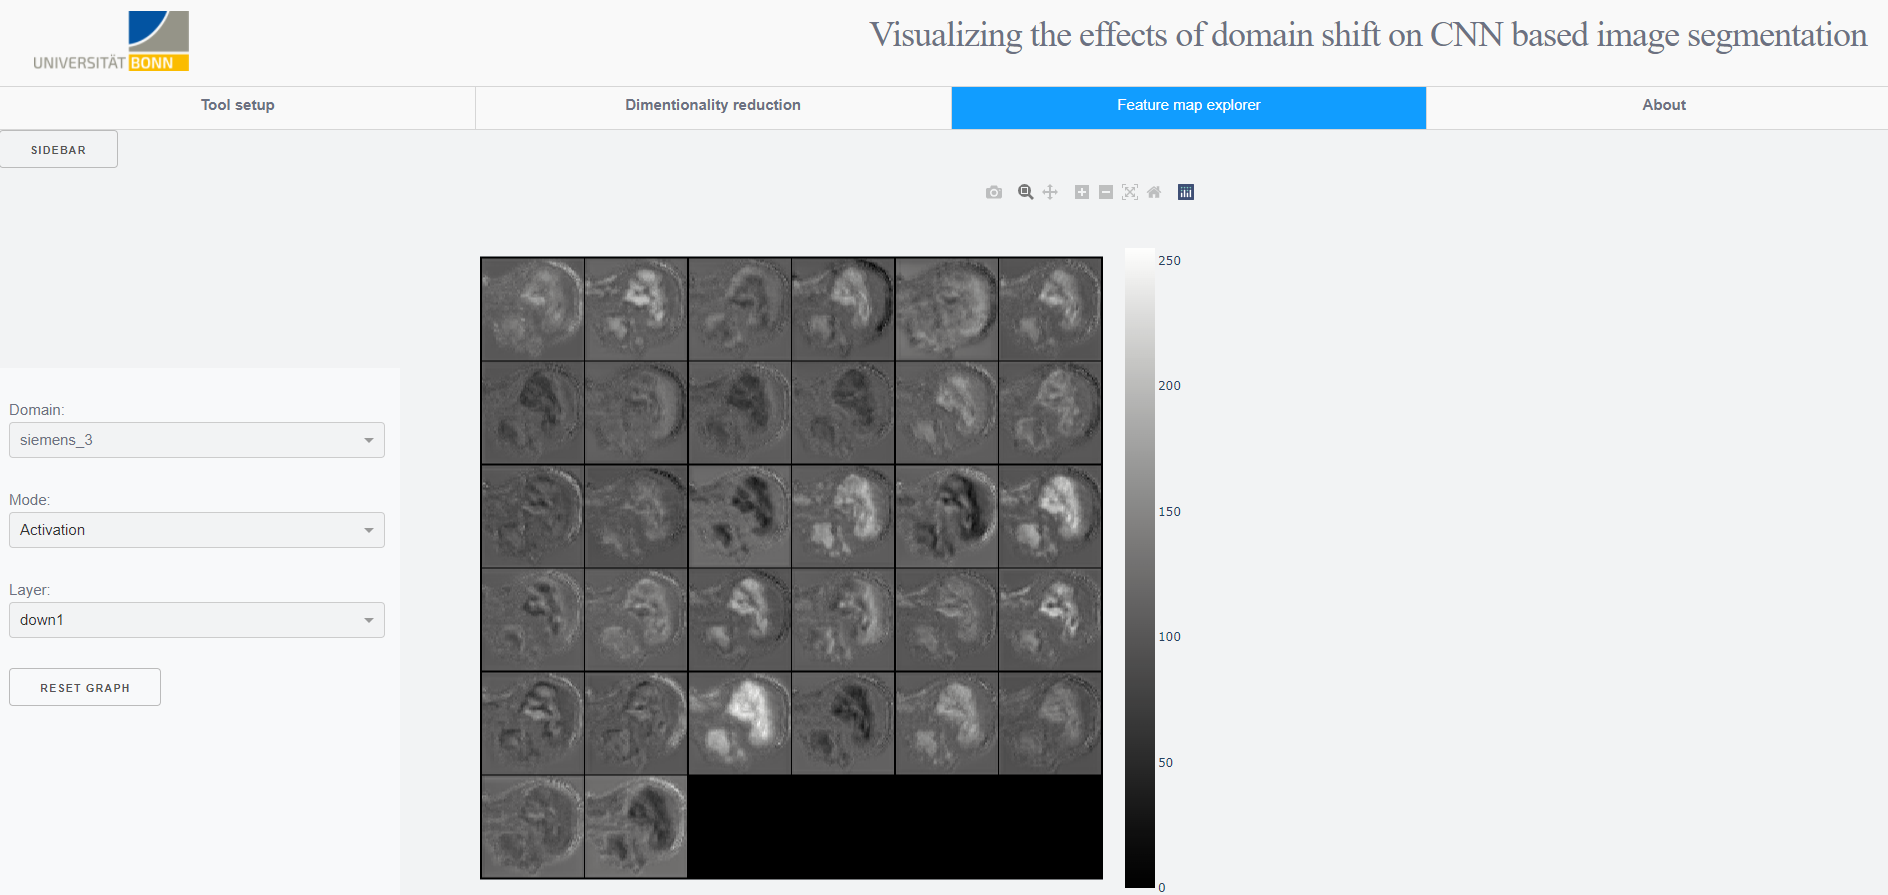 UNIVERSITÄT BONN
Visualizing the effects of domain shift on CNN based image segmentation
Tool setup
Dimentionality reduction
Feature map explorer
About
SIDEBAR
250
200
150
100
50
0
Domain:
siemens_3
Mode:
Activation
Layer:
down1
RESET GRAPH